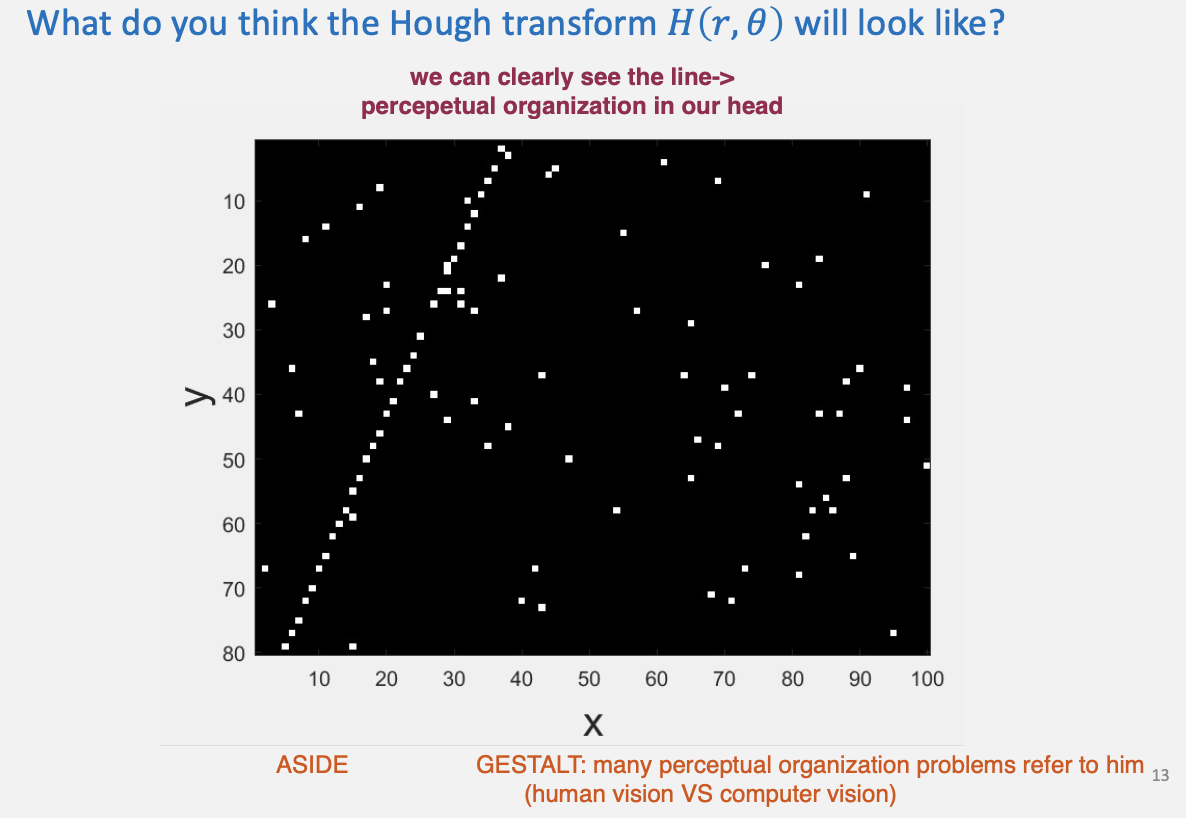 What do you think the Hough transform H(r, θ) will look like?
we can clearly see the line->
percepetual organization in our head
10
20
30
40
50
60
70
80
y
10 20 30 40 50 60 70 80 90 100
x
ASIDE GESTALT: many perceptual organization problems refer to him
(human vision VS computer vision)
13